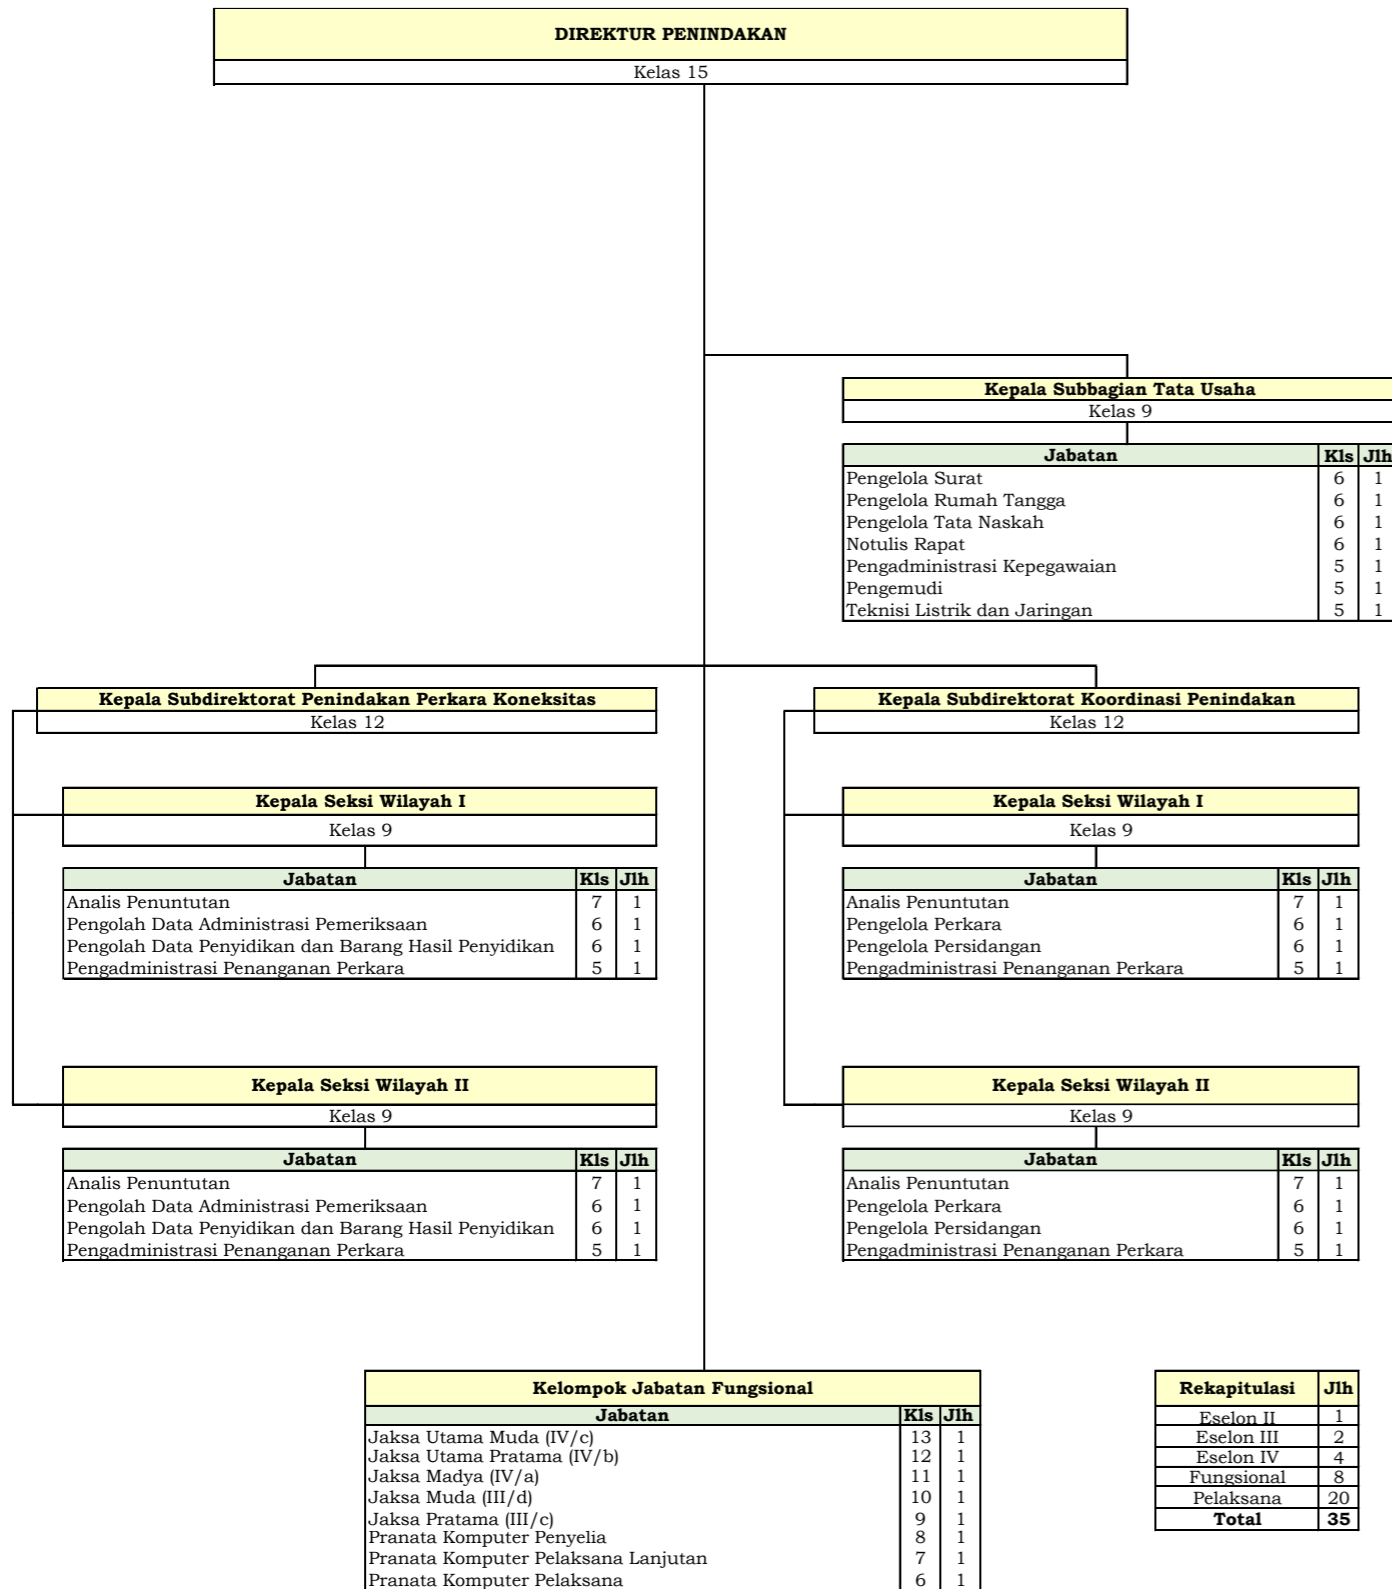 DIREKTUR PENINDAKAN
Kelas 15
Kepala Subbagian Tata Usaha
Kelas 9
Jabatan Kls Jlh
Pengelola Surat 6 1
Pengelola Rumah Tangga 6 1
Pengelola Tata Naskah 6 1
Notulis Rapat 6 1
Pengadministrasi Kepegawaian 5 1
Pengemudi 5 1
Teknisi Listrik dan Jaringan 5 1
Kepala Subdirektorat Penindakan Perkara Koneksitas
Kelas 12
Kepala Seksi Wilayah I
Kelas 9
Jabatan Kls Jlh
Analis Penuntutan 7 1
Pengolah Data Administrasi Pemeriksaan 6 1
Pengolah Data Penyidikan dan Barang Hasil Penyidikan 6 1
Pengadministrasi Penanganan Perkara 5 1
Kepala Seksi Wilayah II
Kelas 9
Jabatan Kls Jlh
Analis Penuntutan 7 1
Pengolah Data Administrasi Pemeriksaan 6 1
Pengolah Data Penyidikan dan Barang Hasil Penyidikan 6 1
Pengadministrasi Penanganan Perkara 5 1
Kepala Subdirektorat Koordinasi Penindakan
Kelas 12
Kepala Seksi Wilayah I
Kelas 9
Jabatan Kls Jlh
Analis Penuntutan 7 1
Pengelola Perkara 6 1
Pengelola Persidangan 6 1
Pengadministrasi Penanganan Perkara 5 1
Kepala Seksi Wilayah II
Kelas 9
Jabatan Kls Jlh
Analis Penuntutan 7 1
Pengelola Perkara 6 1
Pengelola Persidangan 6 1
Pengadministrasi Penanganan Perkara 5 1
Kelompok Jabatan Fungsional
Jabatan Kls Jlh
Jaksa Utama Muda (IV/c) 13 1
Jaksa Utama Pratama (IV/b) 12 1
Jaksa Madya (IV/a) 11 1
Jaksa Muda (III/d) 10 1
Jaksa Pratama (III/c) 9 1
Pranata Komputer Penyelia 8 1
Pranata Komputer Pelaksana Lanjutan 7 1
Pranata Komputer Pelaksana 6 1
Rekapitulasi Jlh
Eselon II 1
Eselon III 2
Eselon IV 4
Fungsional 8
Pelaksana 20
Total 35